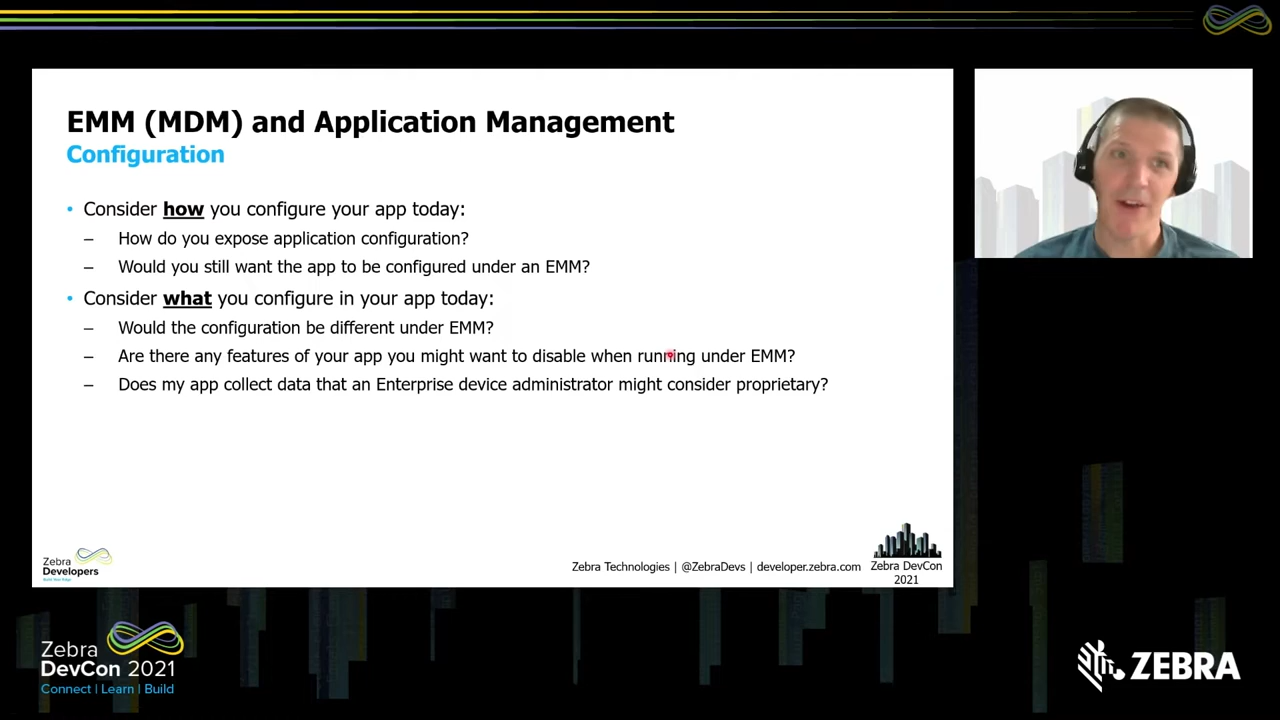 EMM (MDM) and Application Management
Configuration
• Consider how you configure your app today:
– How do you expose application configuration?
– Would you still want the app to be configured under an EMM?
• Consider what you configure in your app today:
– Would the configuration be different under EMM?
– Are there any features of your app you might want to disable when running under EMM?
– Does my app collect data that an Enterprise device administrator might consider proprietary?
Zebra
Developers
Zebra Technologies | @ZebraDevs | developer.zebra.com
Zebra DevCon
2021
Zebra
DevCon 2021
Connect | Learn | Build
ZEBRA